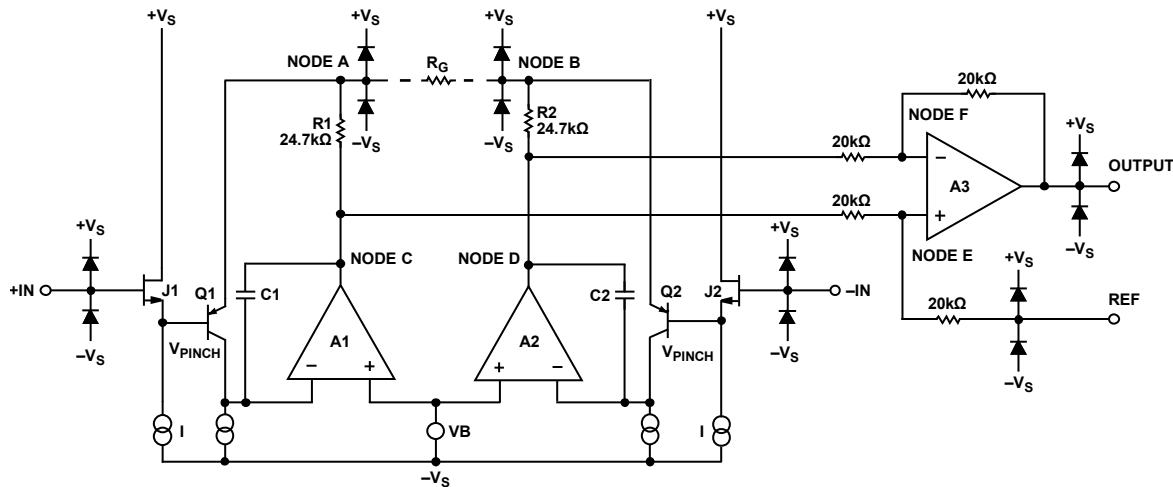 +VS
+VS
+VS
+VS
NODE A
RG
NODE B
20kΩ
R1
24.7kΩ
R2
24.7kΩ
–VS
–VS
NODE F
20kΩ
+VS
–
A3
OUTPUT
20kΩ
+
–VS
+VS
NODE C
NODE D
NODE E
+VS
+VS
+IN
J1
Q1
C1
C2
Q2
J2
–IN
20kΩ
REF
–VS
VPINCH
A1
A2
VPINCH
–VS
–VS
–
+
+
–
I
VB
I
–VS